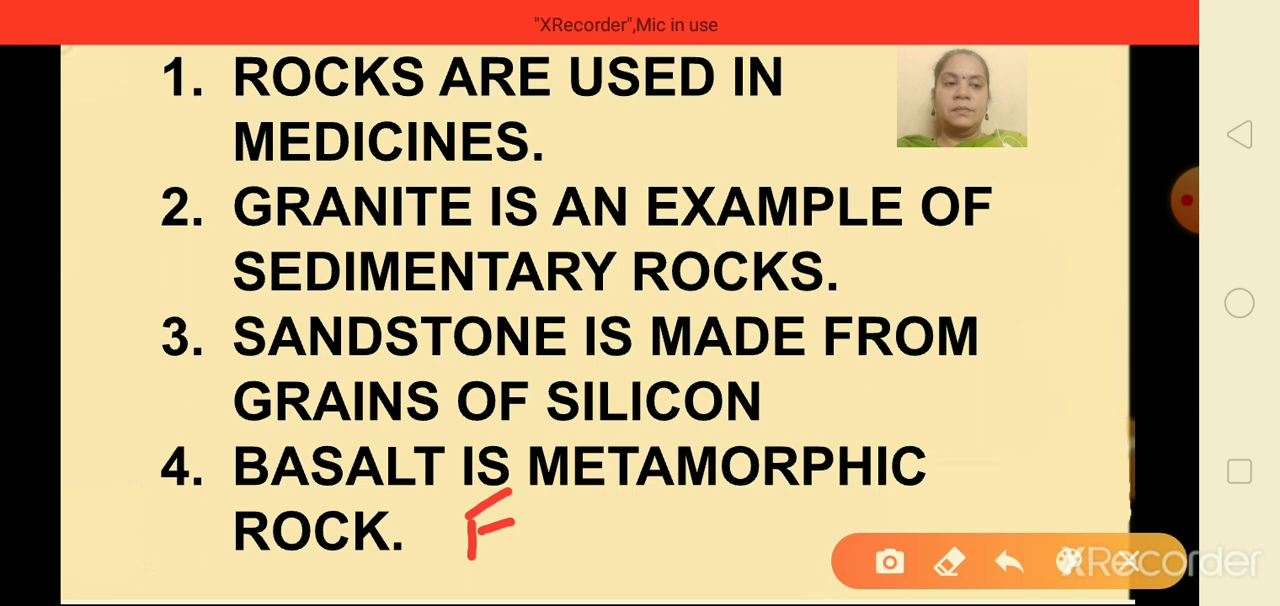 "XRecorder",Mic in use
1. ROCKS ARE USED IN
MEDICINES.
2. GRANITE IS AN EXAMPLE OF
SEDIMENTARY ROCKS.
3. SANDSTONE IS MADE FROM
GRAINS OF SILICON
4. BASALT IS METAMORPHIC
ROCK. F
XRecorder